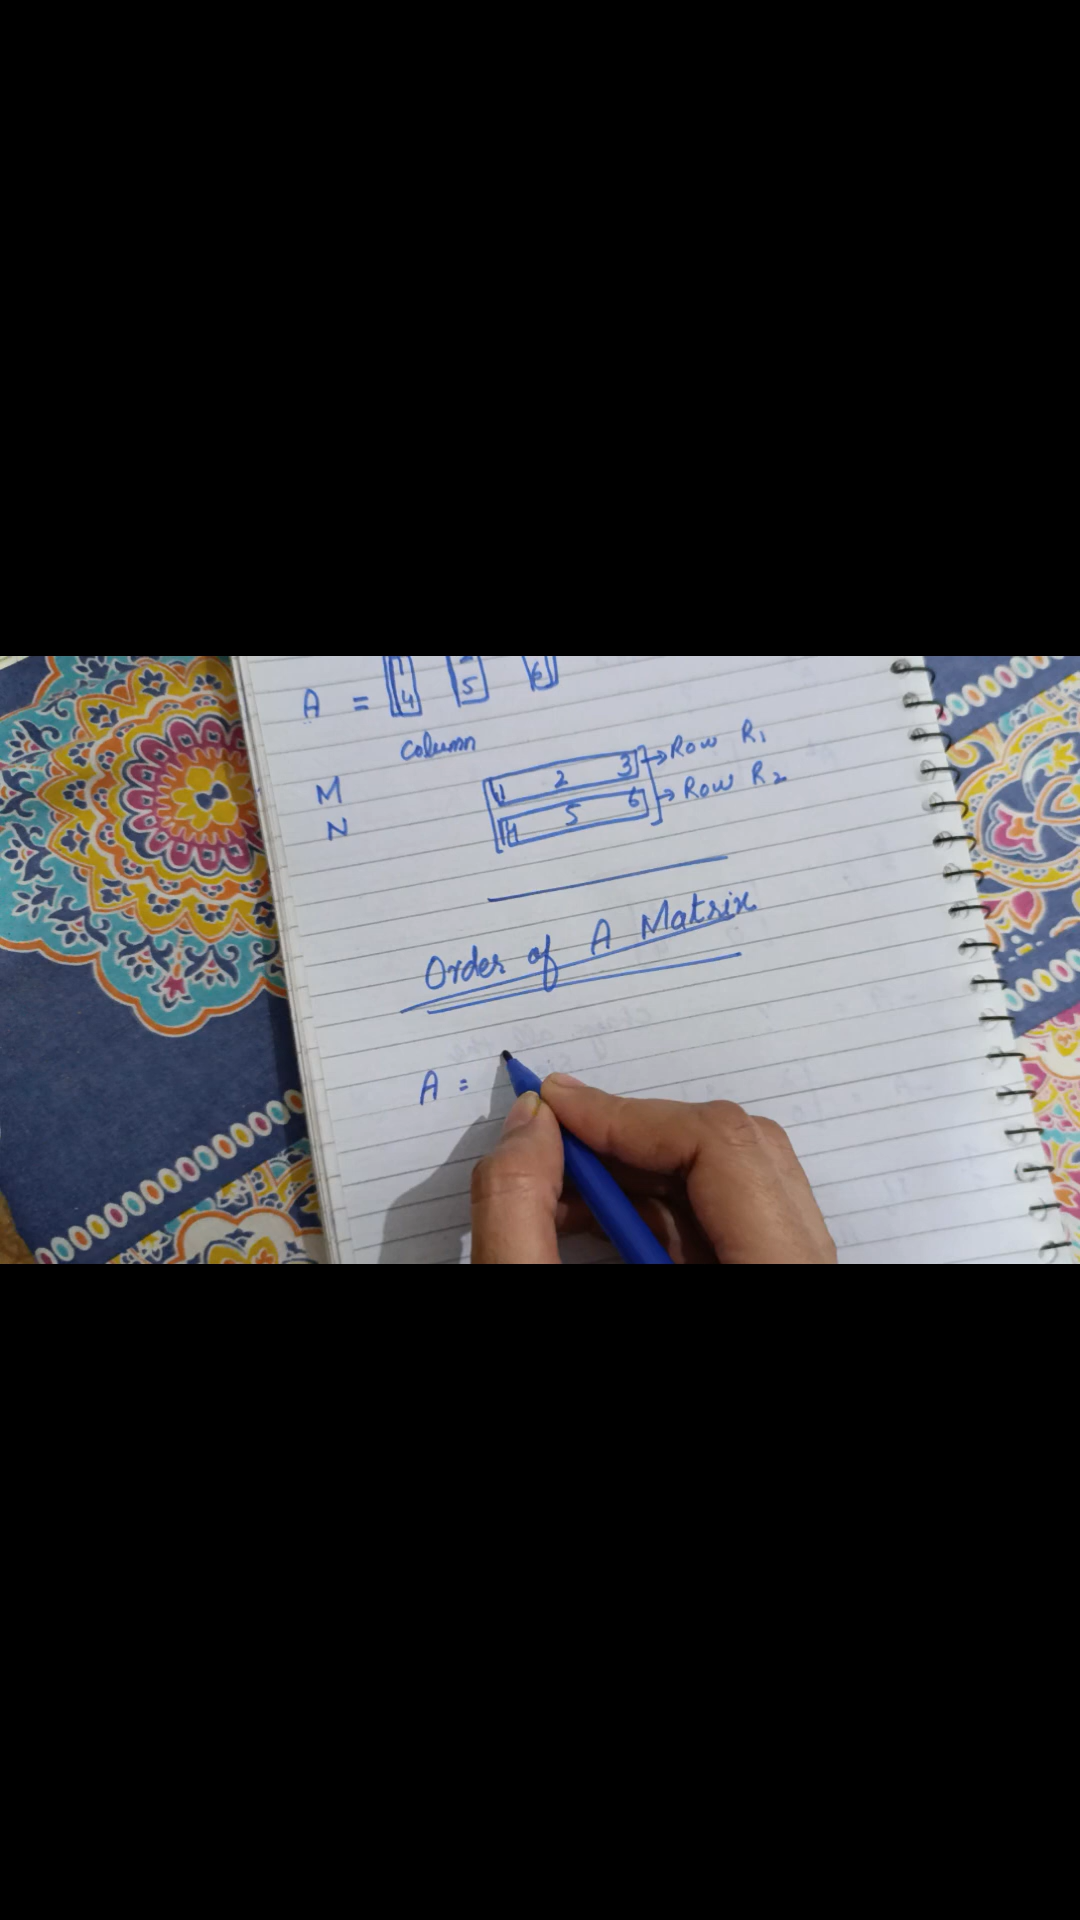 A = 4 5 6
column
M
N
1 2 3 → Row R1
4 5 6 → Row R2
Order of A Matrix
A =